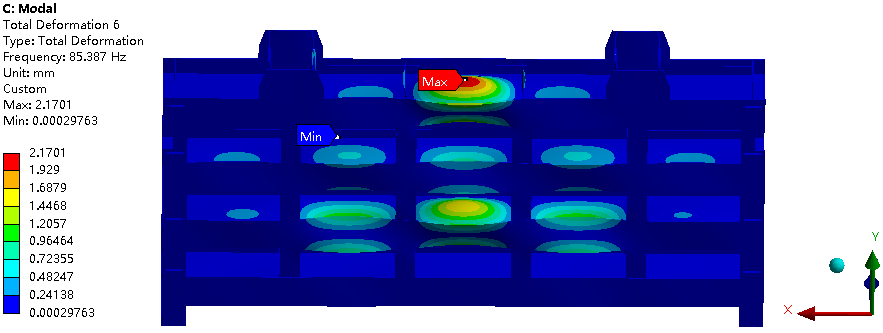 C: Modal
Total Deformation 6
Type: Total Deformation
Frequency: 85.387 Hz
Unit: mm
Custom
Max: 2.1701
Min: 0.00029763
2.1701
1.929
1.6879
1.4468
1.2057
0.96464
0.72355
0.48247
0.24138
0.00029763
Max
Min
Y
X